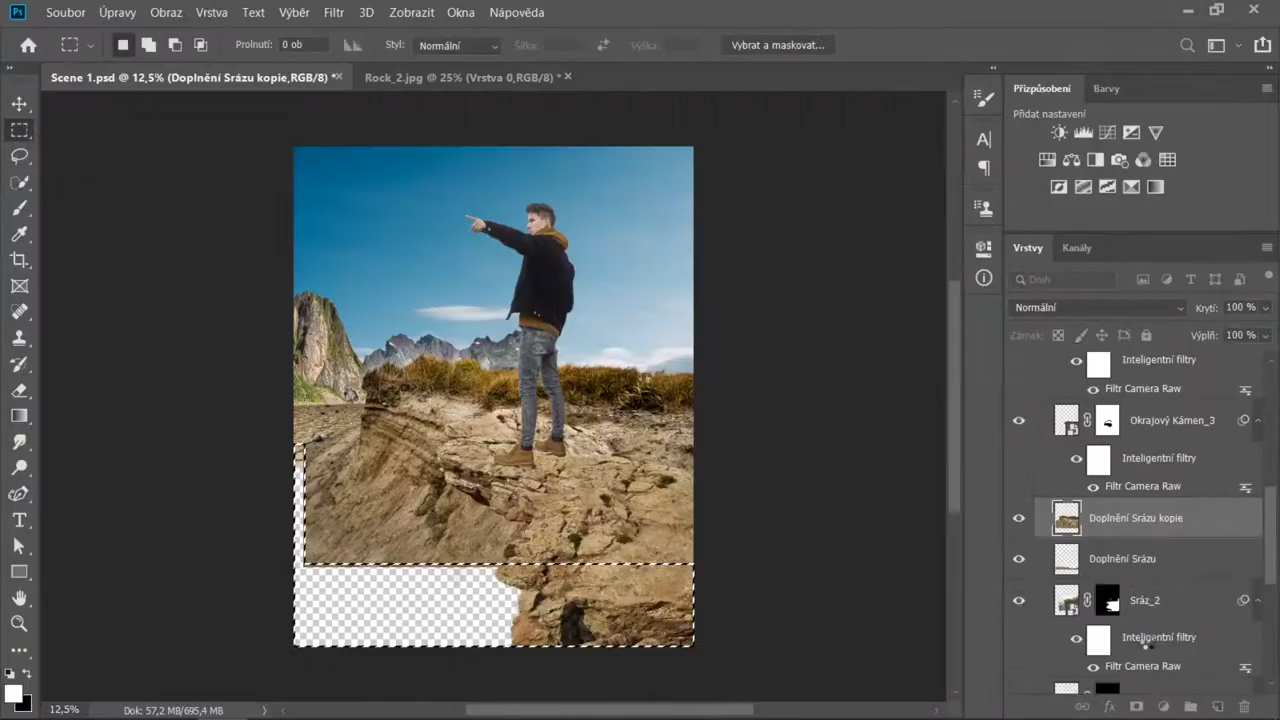 Ps Soubor Úpravy Obraz Vrstva Text Výběr Filtr 3D Zobrazit Okna Nápověda
Prolnutí: 0 ob Styl: Normální Šířka: Výška: Vybrat a maskovat...
Scene 1.psd @ 12,5% (Doplnění Srázu kopie,RGB/8) * Rock_2.jpg @ 25% (Vrstva 0,RGB/8) *
Přizpůsobení Barvy
Přidat nastavení
Vrstvy Kanály
Druh
Normální Krytí: 100 %
Zámek: Výplň: 100 %
Inteligentní filtry
Filtr Camera Raw
Okrajový Kámen_3
Inteligentní filtry
Filtr Camera Raw
Doplnění Srázu kopie
Doplnění Srázu
Sráz_2
Inteligentní filtry
Filtr Camera Raw
12,5% Dok: 57,2 MB/695,4 MB